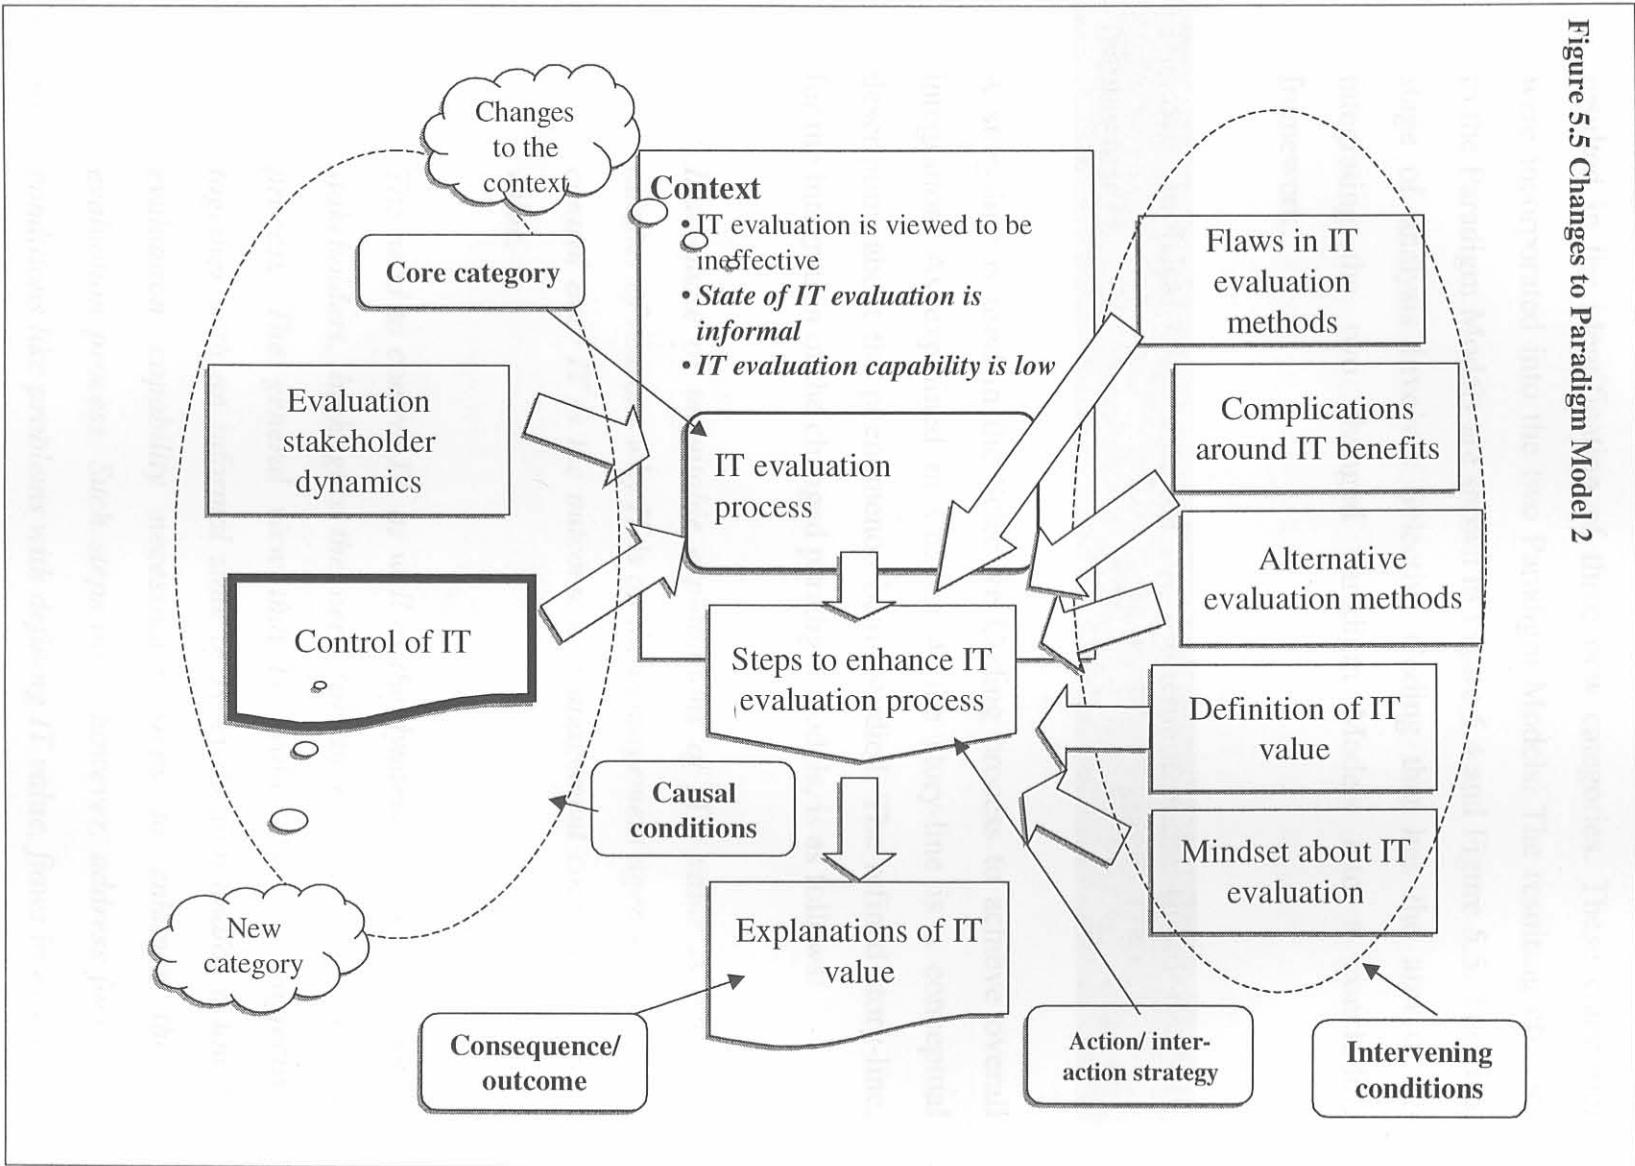 Figure 5.5 Changes to Paradigm Model 2
Changes
to the
context
Context
• IT evaluation is viewed to be
ineffective
• State of IT evaluation is
informal
• IT evaluation capability is low
Core category
Evaluation
stakeholder
dynamics
Control of IT
New
category
Causal
conditions
IT evaluation
process
Steps to enhance IT
evaluation process
Explanations of IT
value
Consequence/
outcome
Flaws in IT
evaluation
methods
Complications
around IT benefits
Alternative
evaluation methods
Definition of IT
value
Mindset about IT
evaluation
Action/ inter-
action strategy
Intervening
conditions